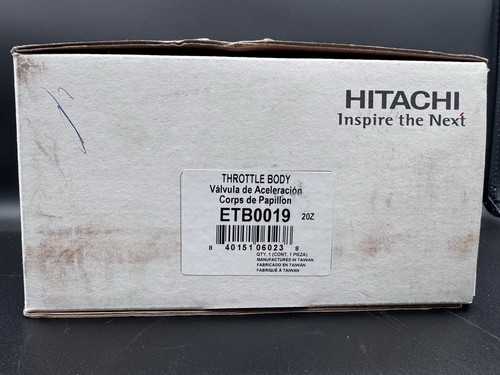 HITACHI
Inspire the Next
THROTTLE BODY
Válvula de Aceleración
Corps de Papillon
ETB0019 20Z
8 40151 06023 8
QTY. 1 (CONT. 1 PIEZA)
MANUFACTURED IN TAIWAN
FABRICADO EN TAIWÁN
FABRIQUÉ À TAIWAN